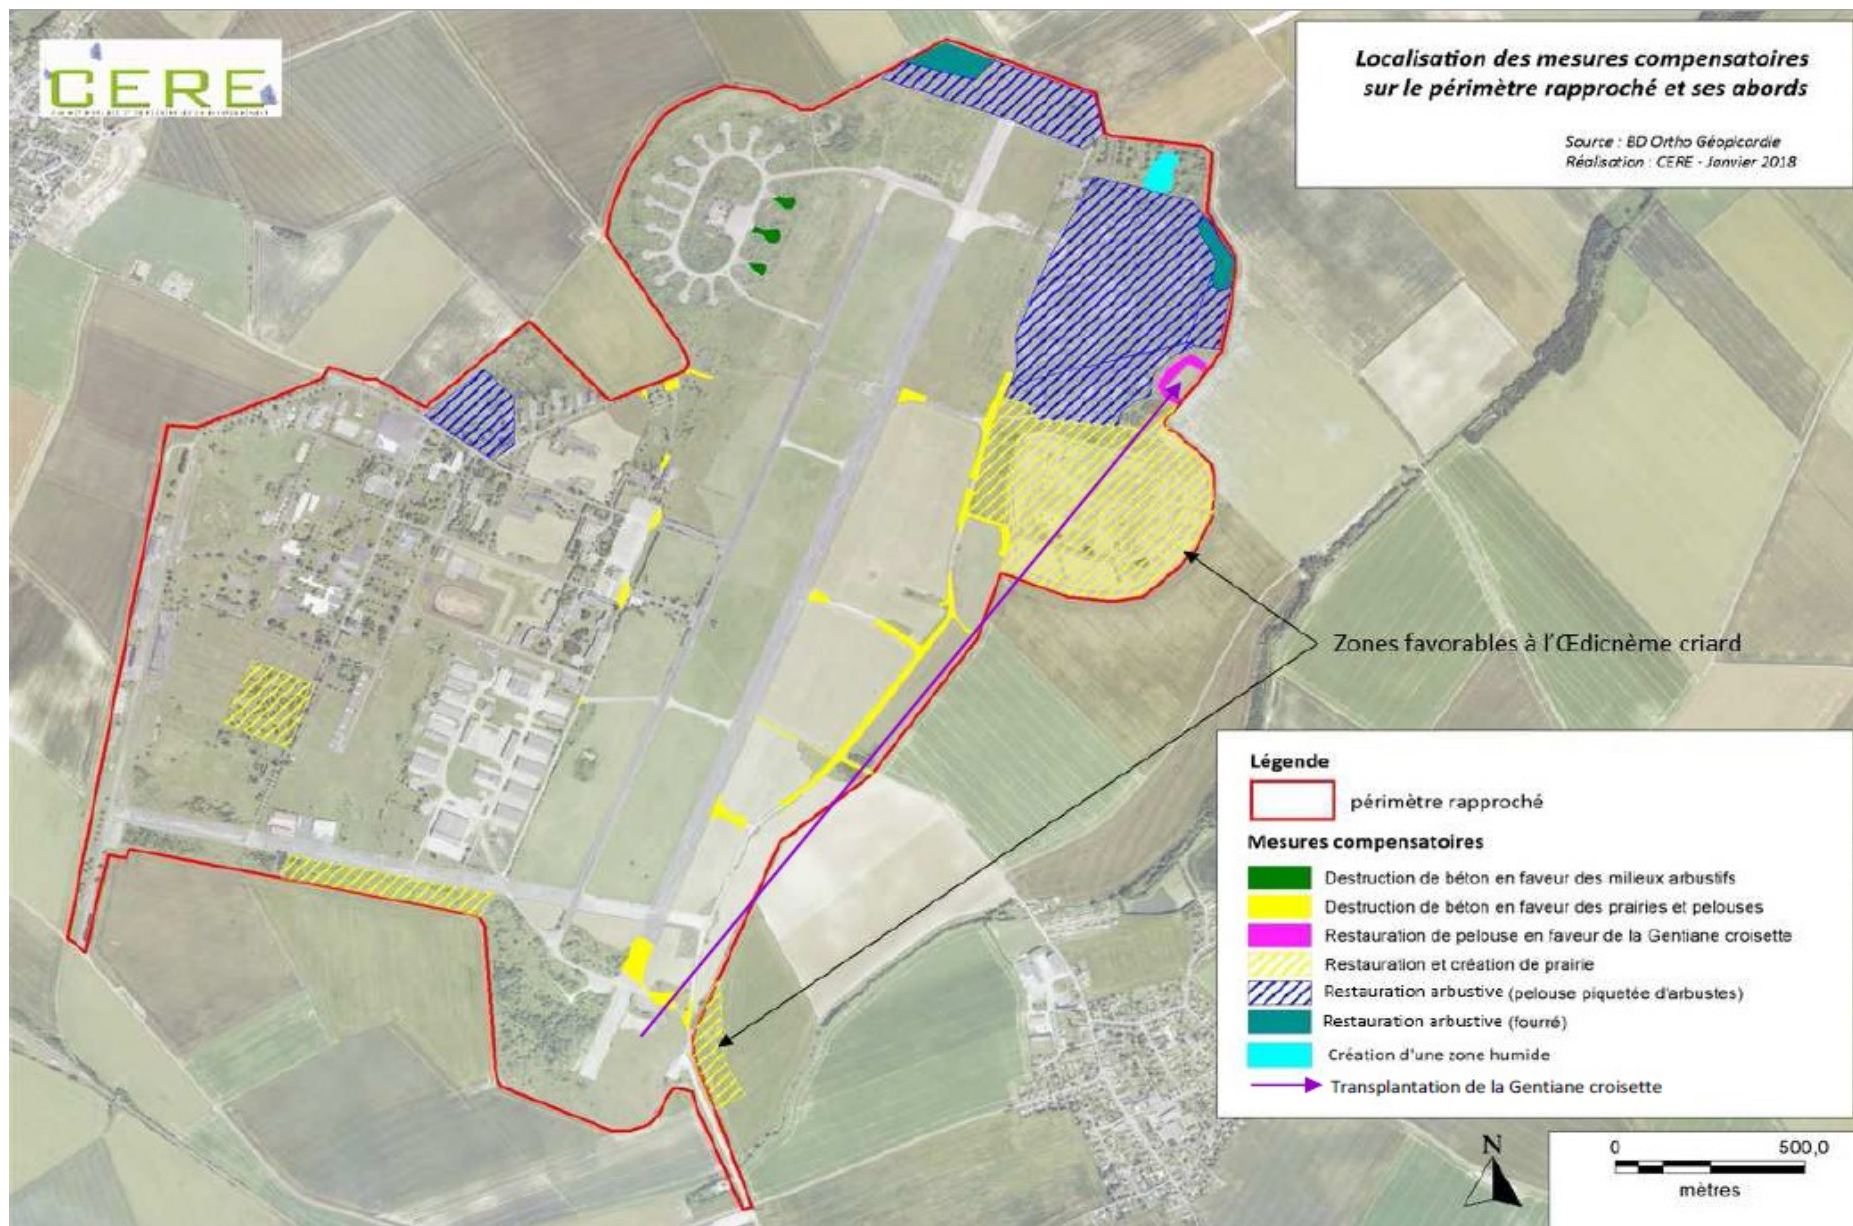 CERE
Localisation des mesures compensatoires
sur le périmètre rapproché et ses abords
Source : BD Ortho Géopicardie
Réalisation : CERE - Janvier 2018
Zones favorables à l'Œdicnème criard
Légende
périmètre rapproché
Mesures compensatoires
Destruction de béton en faveur des milieux arbustifs
Destruction de béton en faveur des prairies et pelouses
Restauration de pelouse en faveur de la Gentiane croisette
Restauration et création de prairie
Restauration arbustive (pelouse piquetée d'arbustes)
Restauration arbustive (fourré)
Création d'une zone humide
Transplantation de la Gentiane croisette
N
0 500,0
mètres